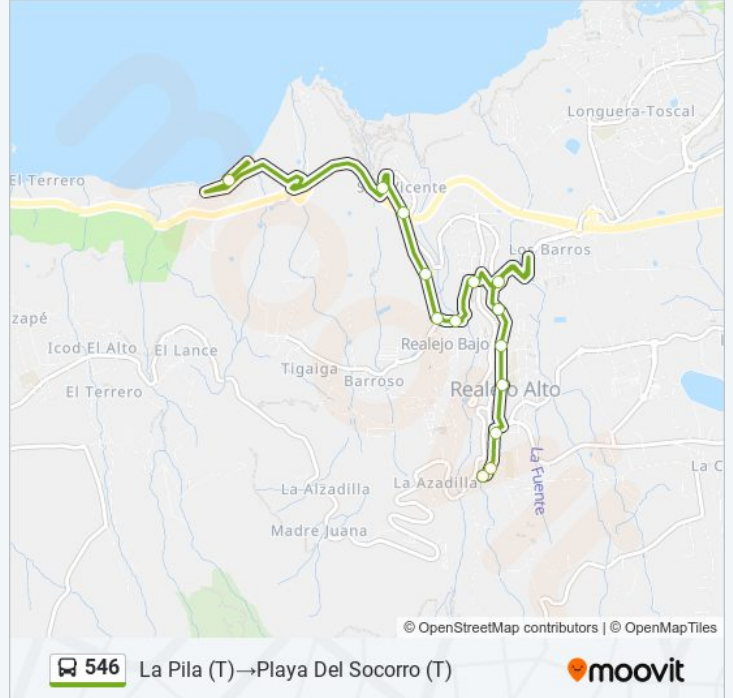 Longuera-Toscal
El Terrero
San Vicente
Los Barros
zapé
Icod El Alto
El Lance
Realejo Bajo
Tigaiga
Barroso
El Terrero
Realejo Alto
La Fuente
La C
La Azadilla
La Alzadilla
Madre Juana
© OpenStreetMap contributors | © OpenMapTiles
546 La Pila (T)→Playa Del Socorro (T)
moovit